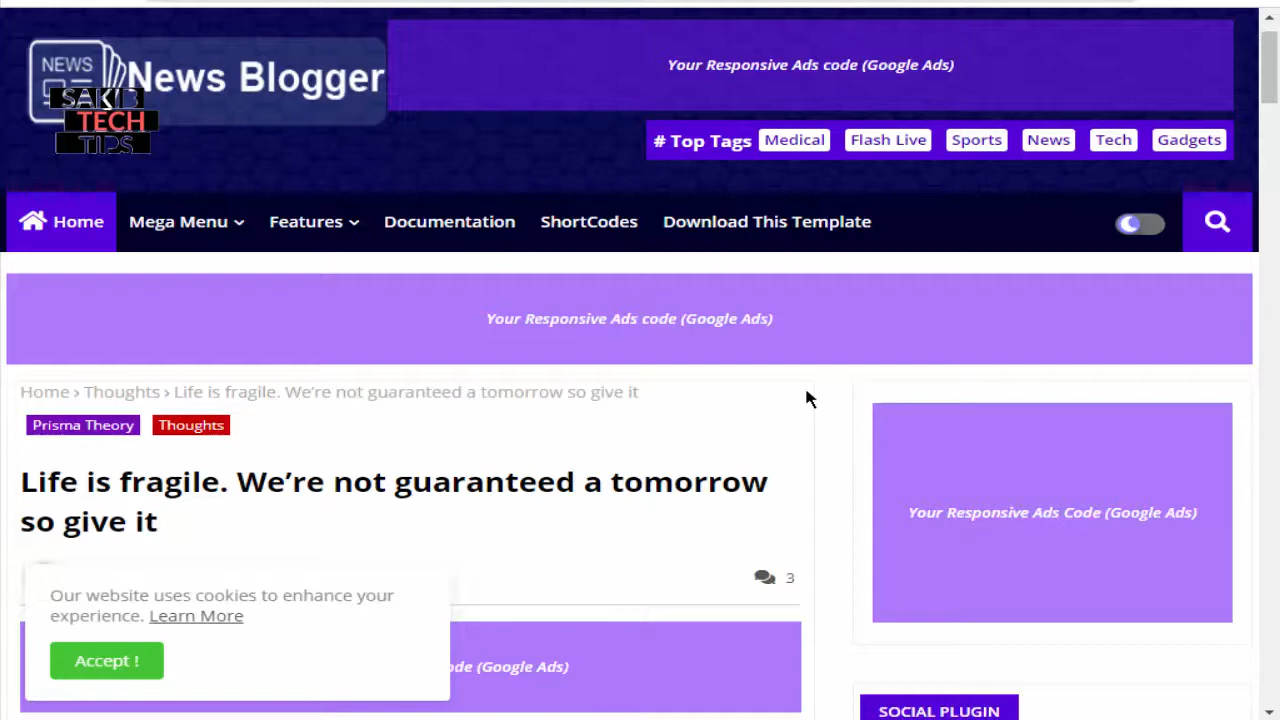 NEWS
News Blogger
SAKIB
TECH
TIPS
Your Responsive Ads code (Google Ads)
# Top Tags Medical Flash Live Sports News Tech Gadgets
Home Mega Menu Features Documentation ShortCodes Download This Template
Your Responsive Ads code (Google Ads)
Home › Thoughts › Life is fragile. We’re not guaranteed a tomorrow so give it
Prisma Theory Thoughts
Life is fragile. We’re not guaranteed a tomorrow
so give it
3
Your Responsive Ads Code (Google Ads)
Our website uses cookies to enhance your
experience. Learn More
Accept !
(Google Ads)
SOCIAL PLUGIN